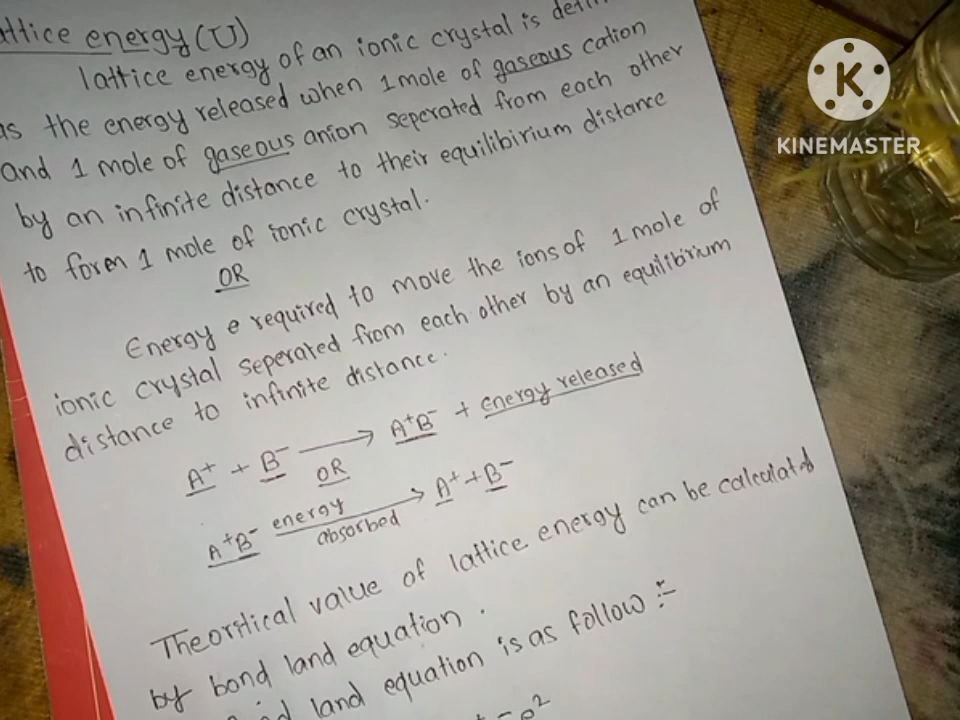 ttice energy (U)
lattice energy of an ionic crystal is defin
as the energy released when 1 mole of gaseous cation
and 1 mole of gaseous anion seperated from each other
by an infinite distance to their equilibirium distance
to form 1 mole of ionic crystal.
OR
Energy e required to move the ions of 1 mole of
ionic crystal seperated from each other by an equilibrium
distance to infinite distance.
A⁺ + B⁻ ⟶ A⁺B⁻ + energy released
OR
A⁺B⁻ energy absorbed ⟶ A⁺ + B⁻
Theoritical value of lattice energy can be calculated
by bond land equation.
land equation is as follow :-
e²
K
KINEMASTER